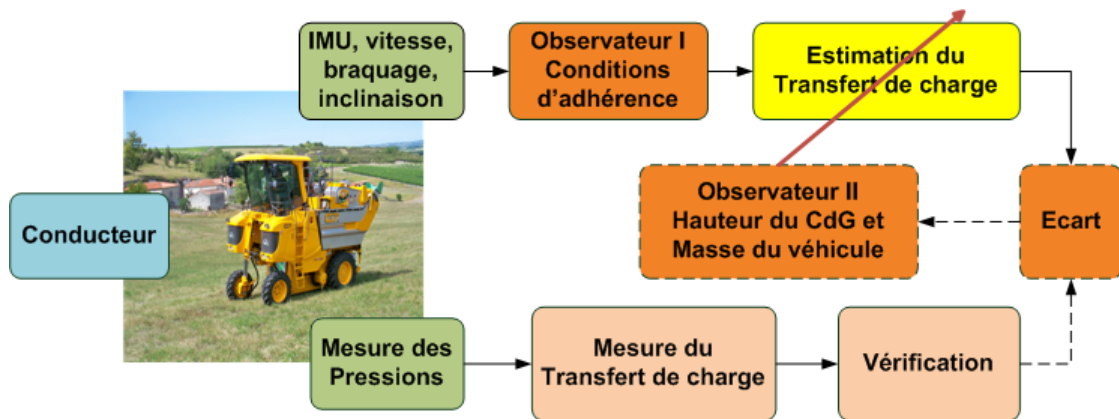 IMU, vitesse,
braquage,
inclinaison
Observateur I
Conditions
d'adhérence
Estimation du
Transfert de charge
Conducteur
Observateur II
Hauteur du CdG et
Masse du véhicule
Ecart
Mesure des
Pressions
Mesure du
Transfert de charge
Vérification